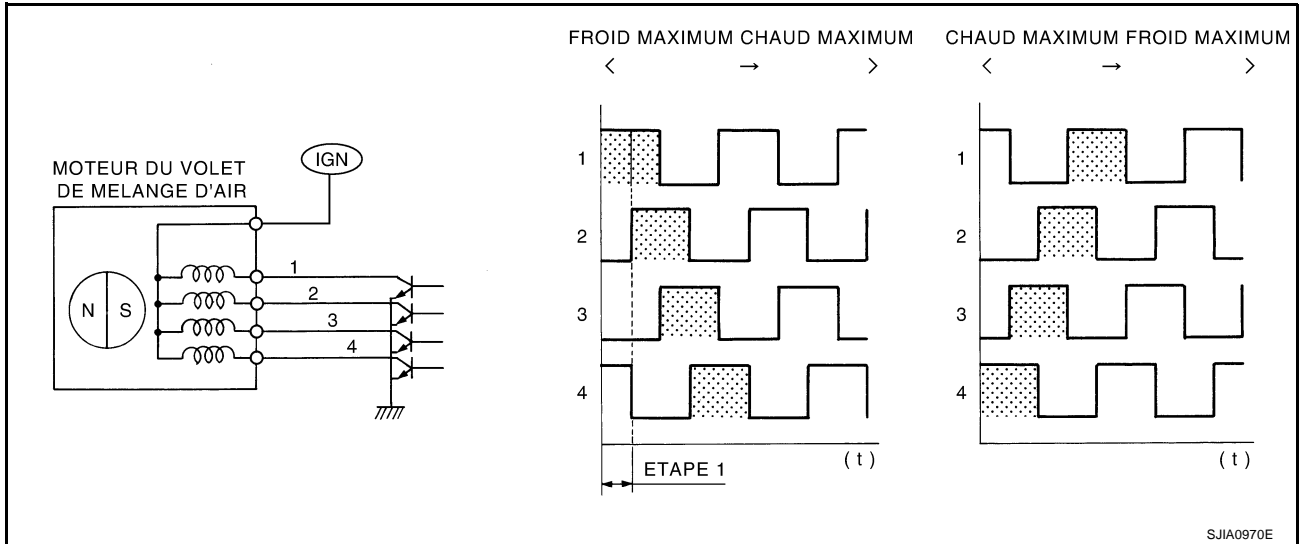 FROID MAXIMUM CHAUD MAXIMUM
< → >
CHAUD MAXIMUM FROID MAXIMUM
< → >
MOTEUR DU VOLET
DE MELANGE D'AIR
IGN
N S
1
2
3
4
1
2
3
4
(t)
ETAPE 1
1
2
3
4
(t)
SJIA0970E